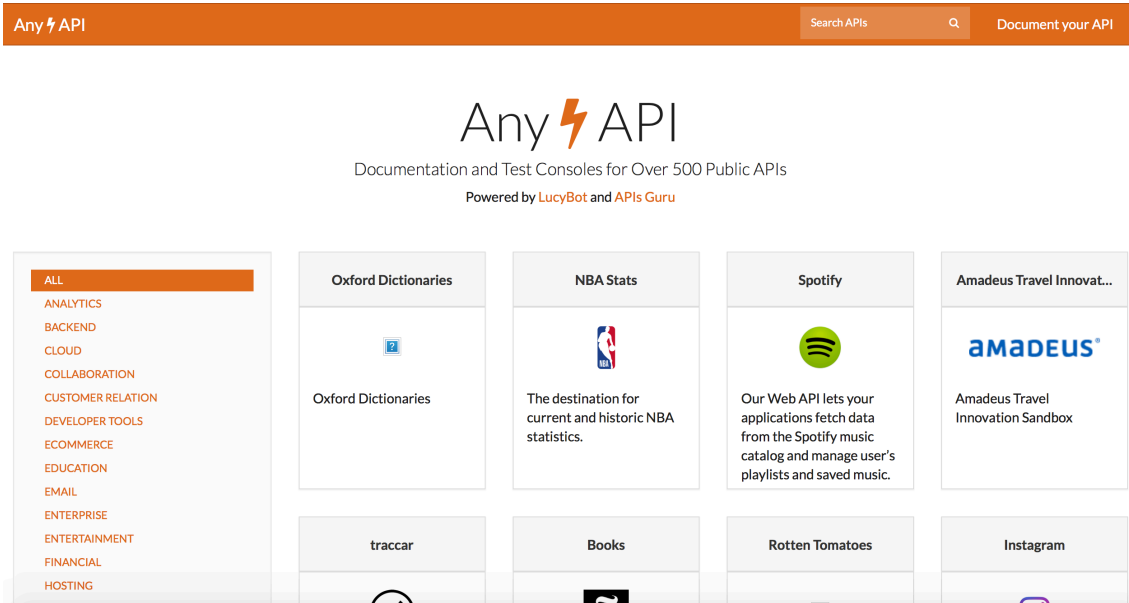 Any API
Search APIs
Document your API
Any API
Documentation and Test Consoles for Over 500 Public APIs
Powered by LucyBot and APIs Guru
ALL
ANALYTICS
BACKEND
CLOUD
COLLABORATION
CUSTOMER RELATION
DEVELOPER TOOLS
ECOMMERCE
EDUCATION
EMAIL
ENTERPRISE
ENTERTAINMENT
FINANCIAL
HOSTING
Oxford Dictionaries
?
Oxford Dictionaries
NBA Stats
NBA
The destination for
current and historic NBA
statistics.
Spotify
Our Web API lets your
applications fetch data
from the Spotify music
catalog and manage user's
playlists and saved music.
Amadeus Travel Innovat...
amadeus
Amadeus Travel
Innovation Sandbox
traccar
Books
Rotten Tomatoes
Instagram